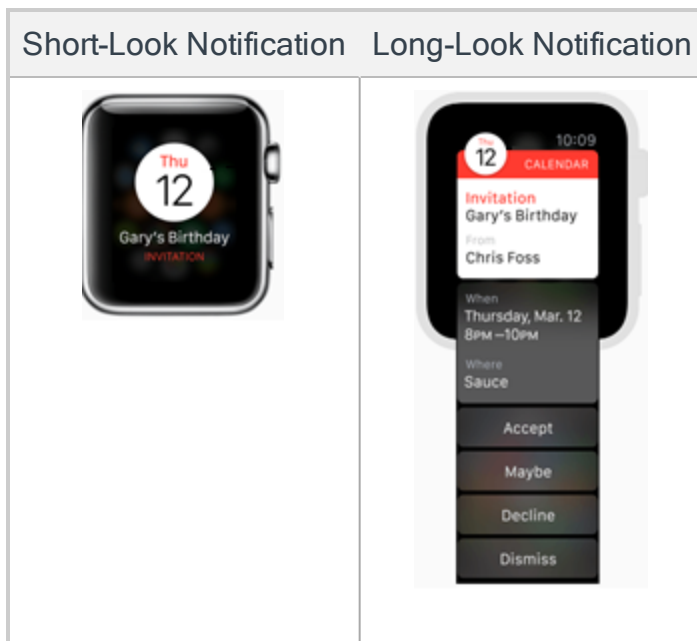 Short-Look Notification Long-Look Notification
Thu
12
Gary's Birthday
INVITATION
10:09
Thu
12
CALENDAR
Invitation
Gary's Birthday
From
Chris Foss
When
Thursday, Mar. 12
8PM–10PM
Where
Sauce
Accept
Maybe
Decline
Dismiss